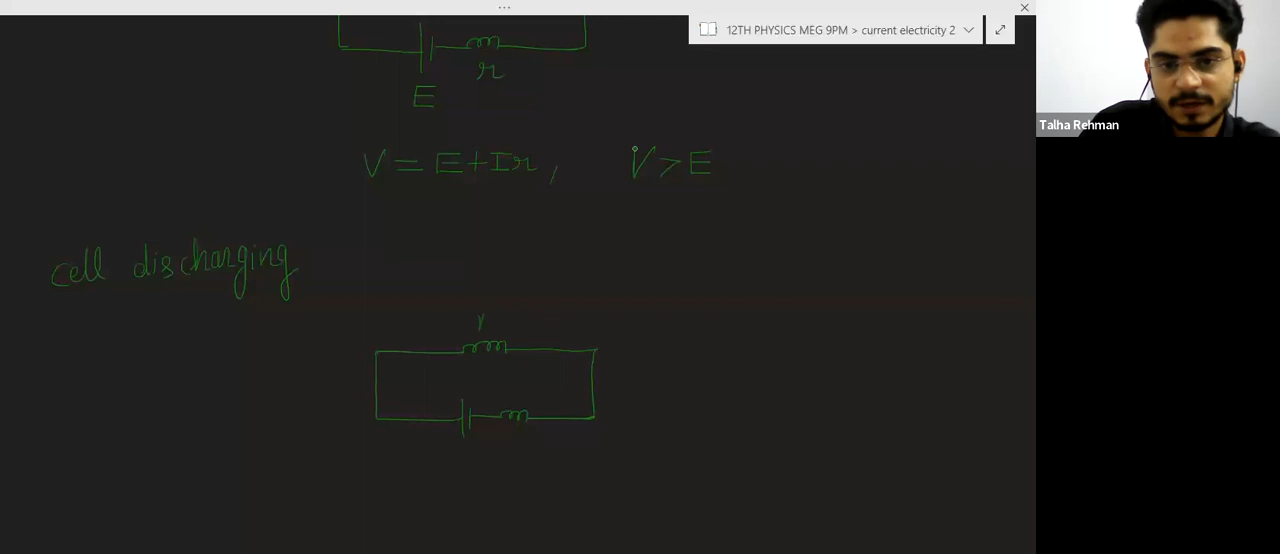 12TH PHYSICS MEG 9PM > current electricity 2
Talha Rehman
r
E
V = E + Ir, V > E
cell discharging